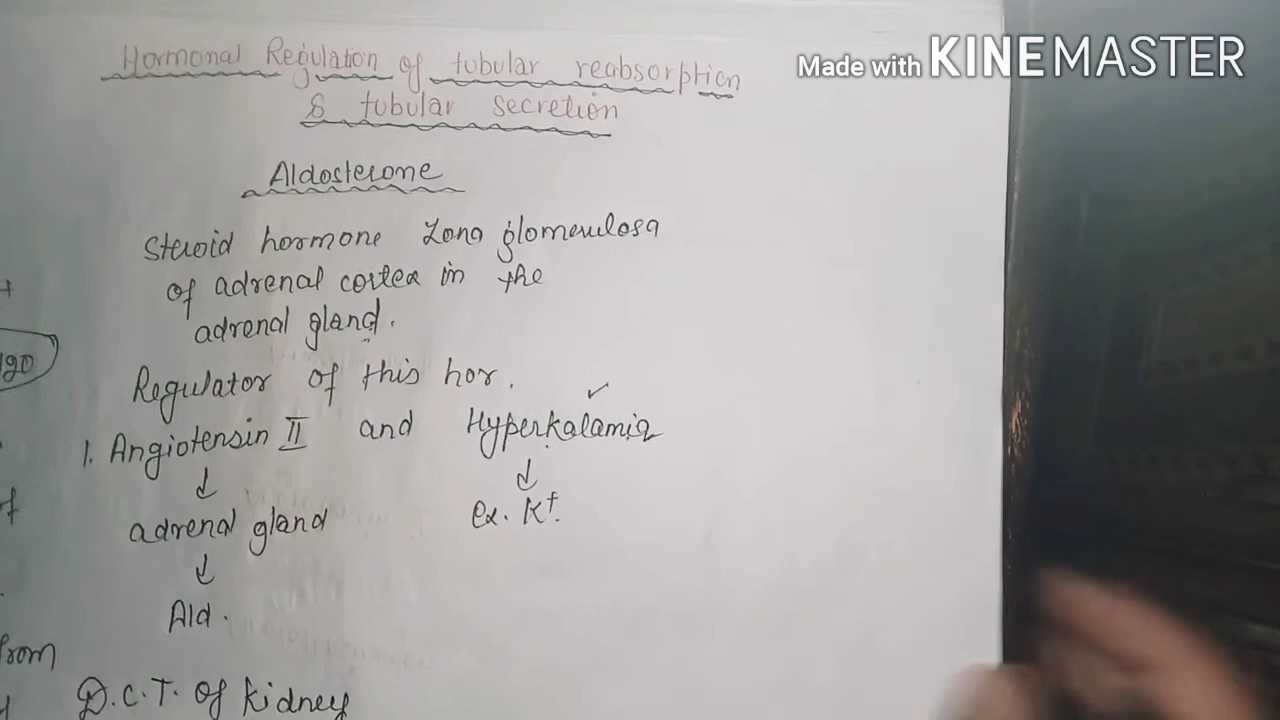 Made with KINEMASTER
Hormonal Regulation of tubular reabsorption
& tubular secretion
Aldosterone
Steroid hormone Zona glomerulosa
of adrenal cortex in the
adrenal gland.
Regulator of this hor.
1. Angiotensin II and Hyperkalamia ✓
↓ ↓
adrenal gland ex. K+.
↓
Ald.
from
D.C.T. of kidney